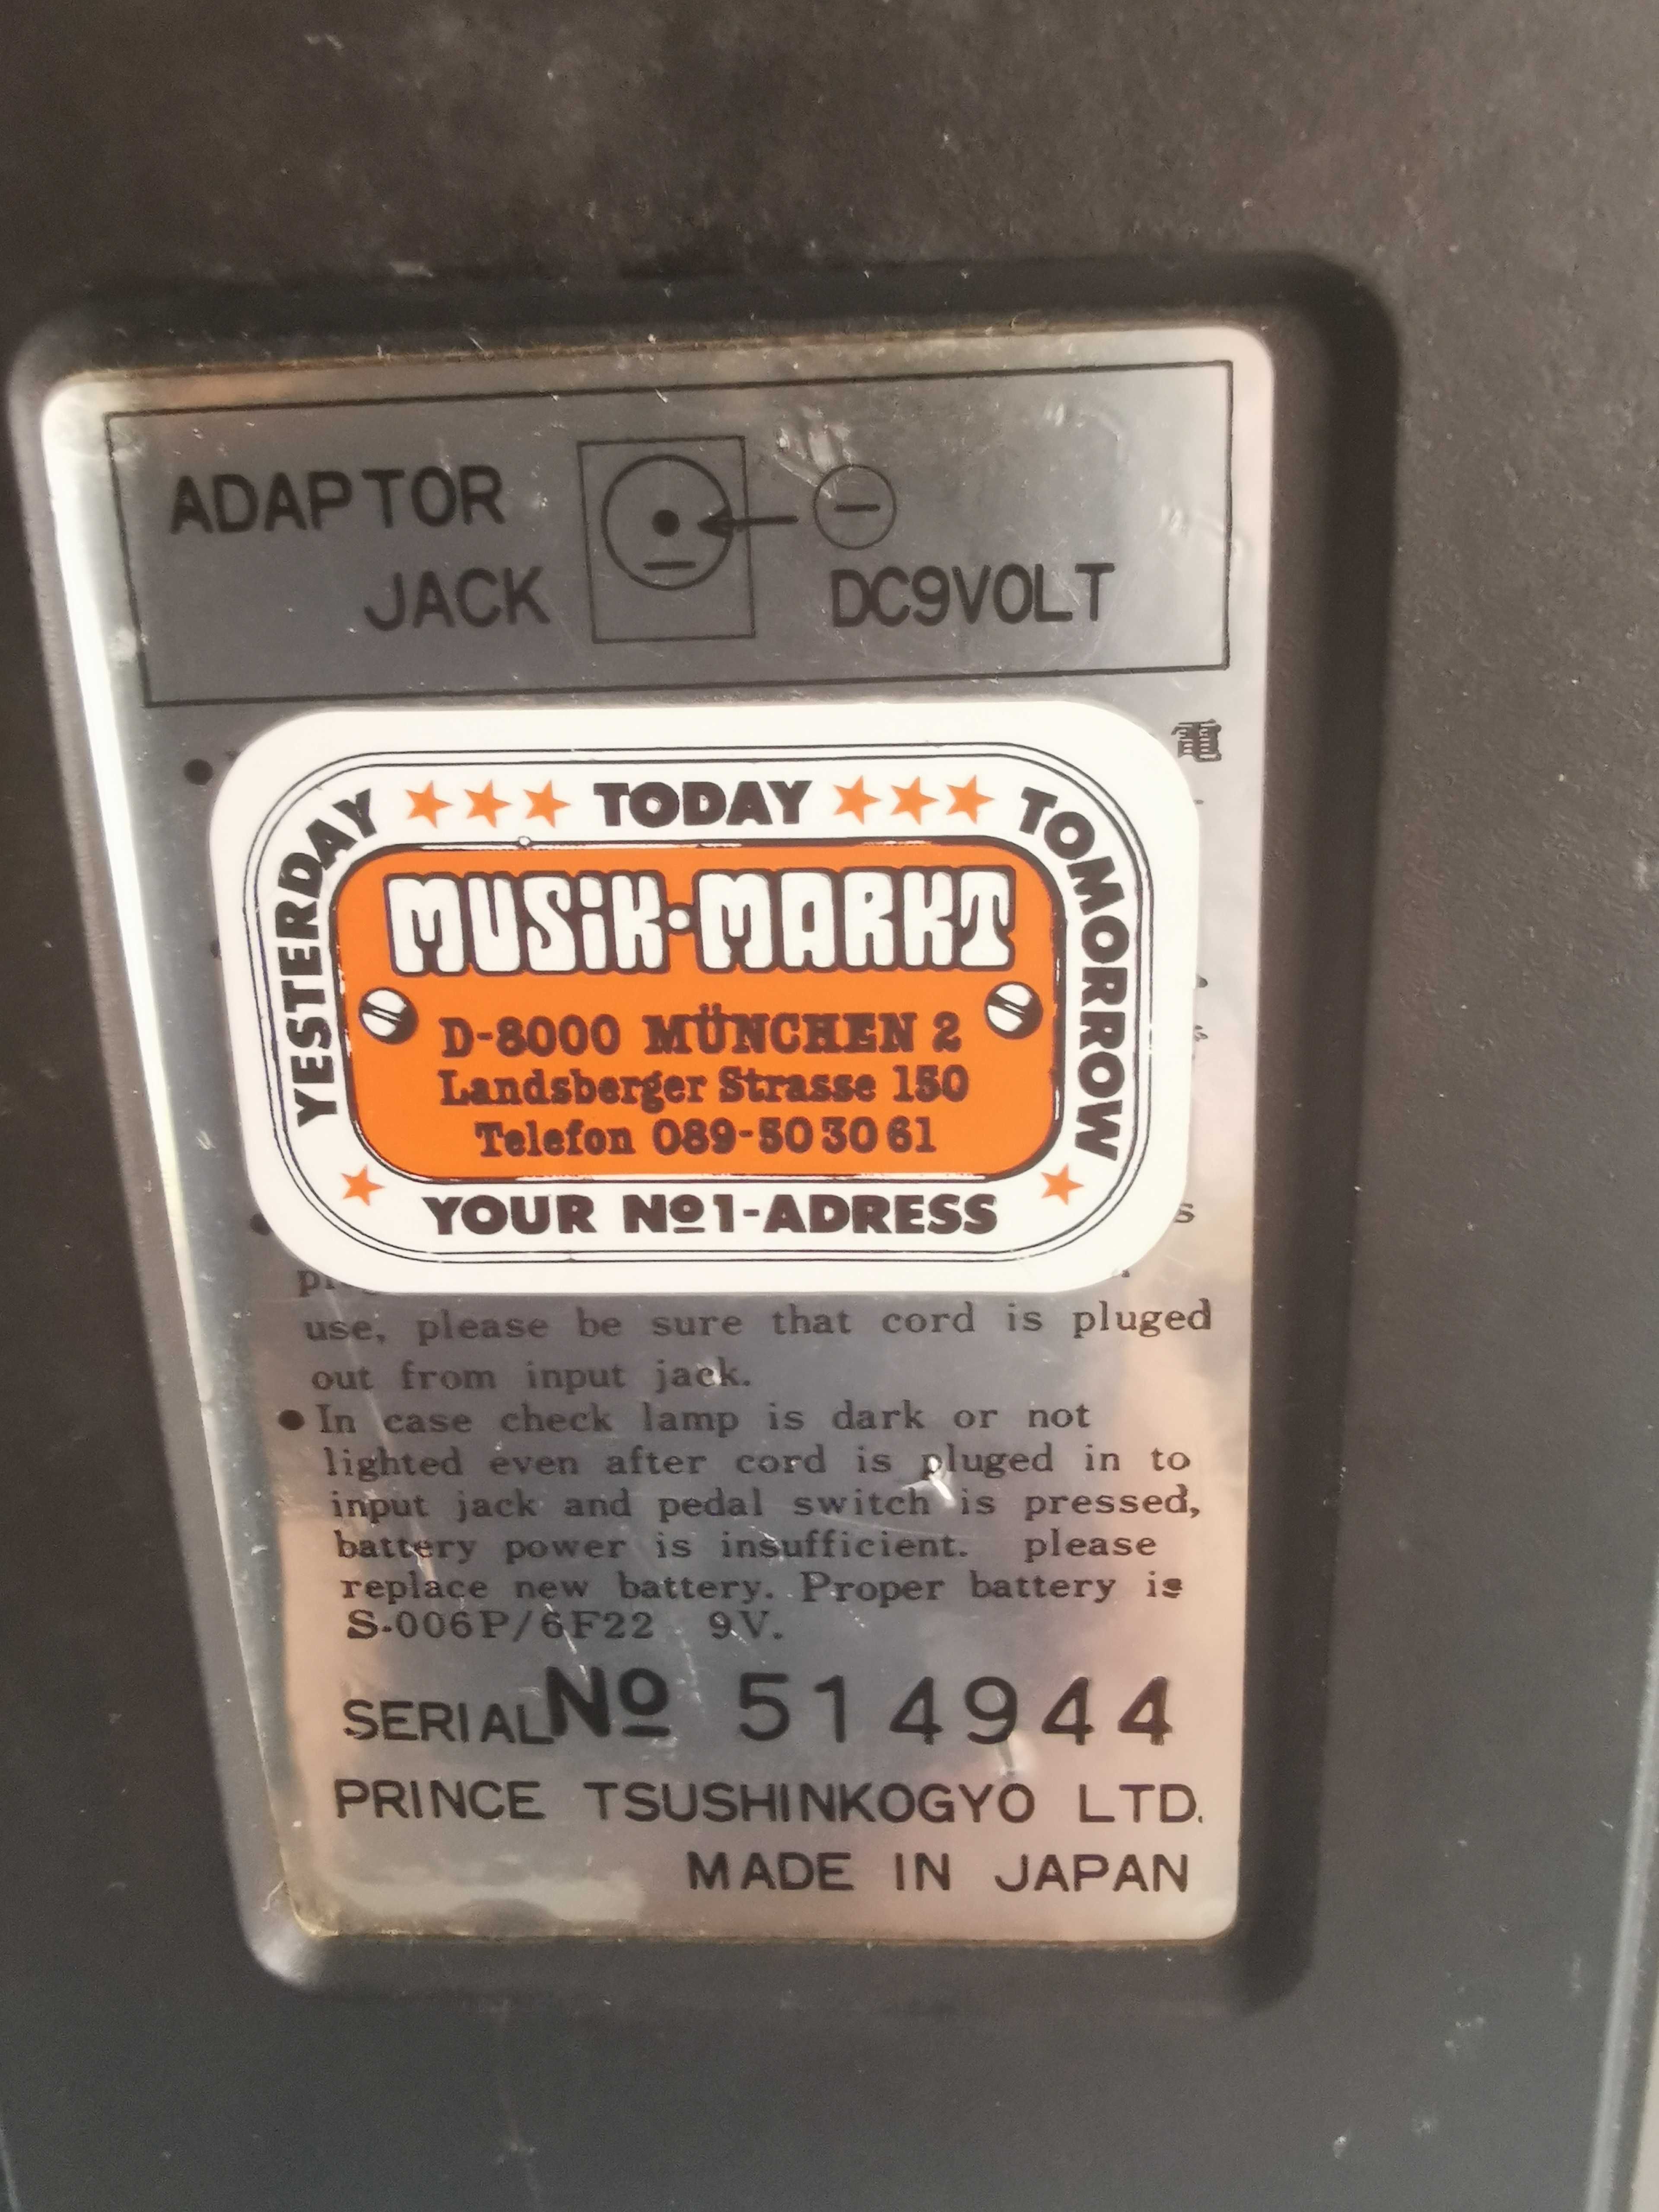 ADAPTOR
JACK
DC9VOLT
電
YESTERDAY
TODAY
TOMORROW
MUSiK·MARKT
D-8000 MÜNCHEN 2
Landsberger Strasse 150
Telefon 089-50 30 61
YOUR No1-ADRESS
use, please be sure that cord is pluged
out from input jack.
● In case check lamp is dark or not
lighted even after cord is pluged in to
input jack and pedal switch is pressed,
battery power is insufficient. please
replace new battery. Proper battery is
S-006P/6F22 9V.
SERIAL No 514944
PRINCE TSUSHINKOGYO LTD.
MADE IN JAPAN